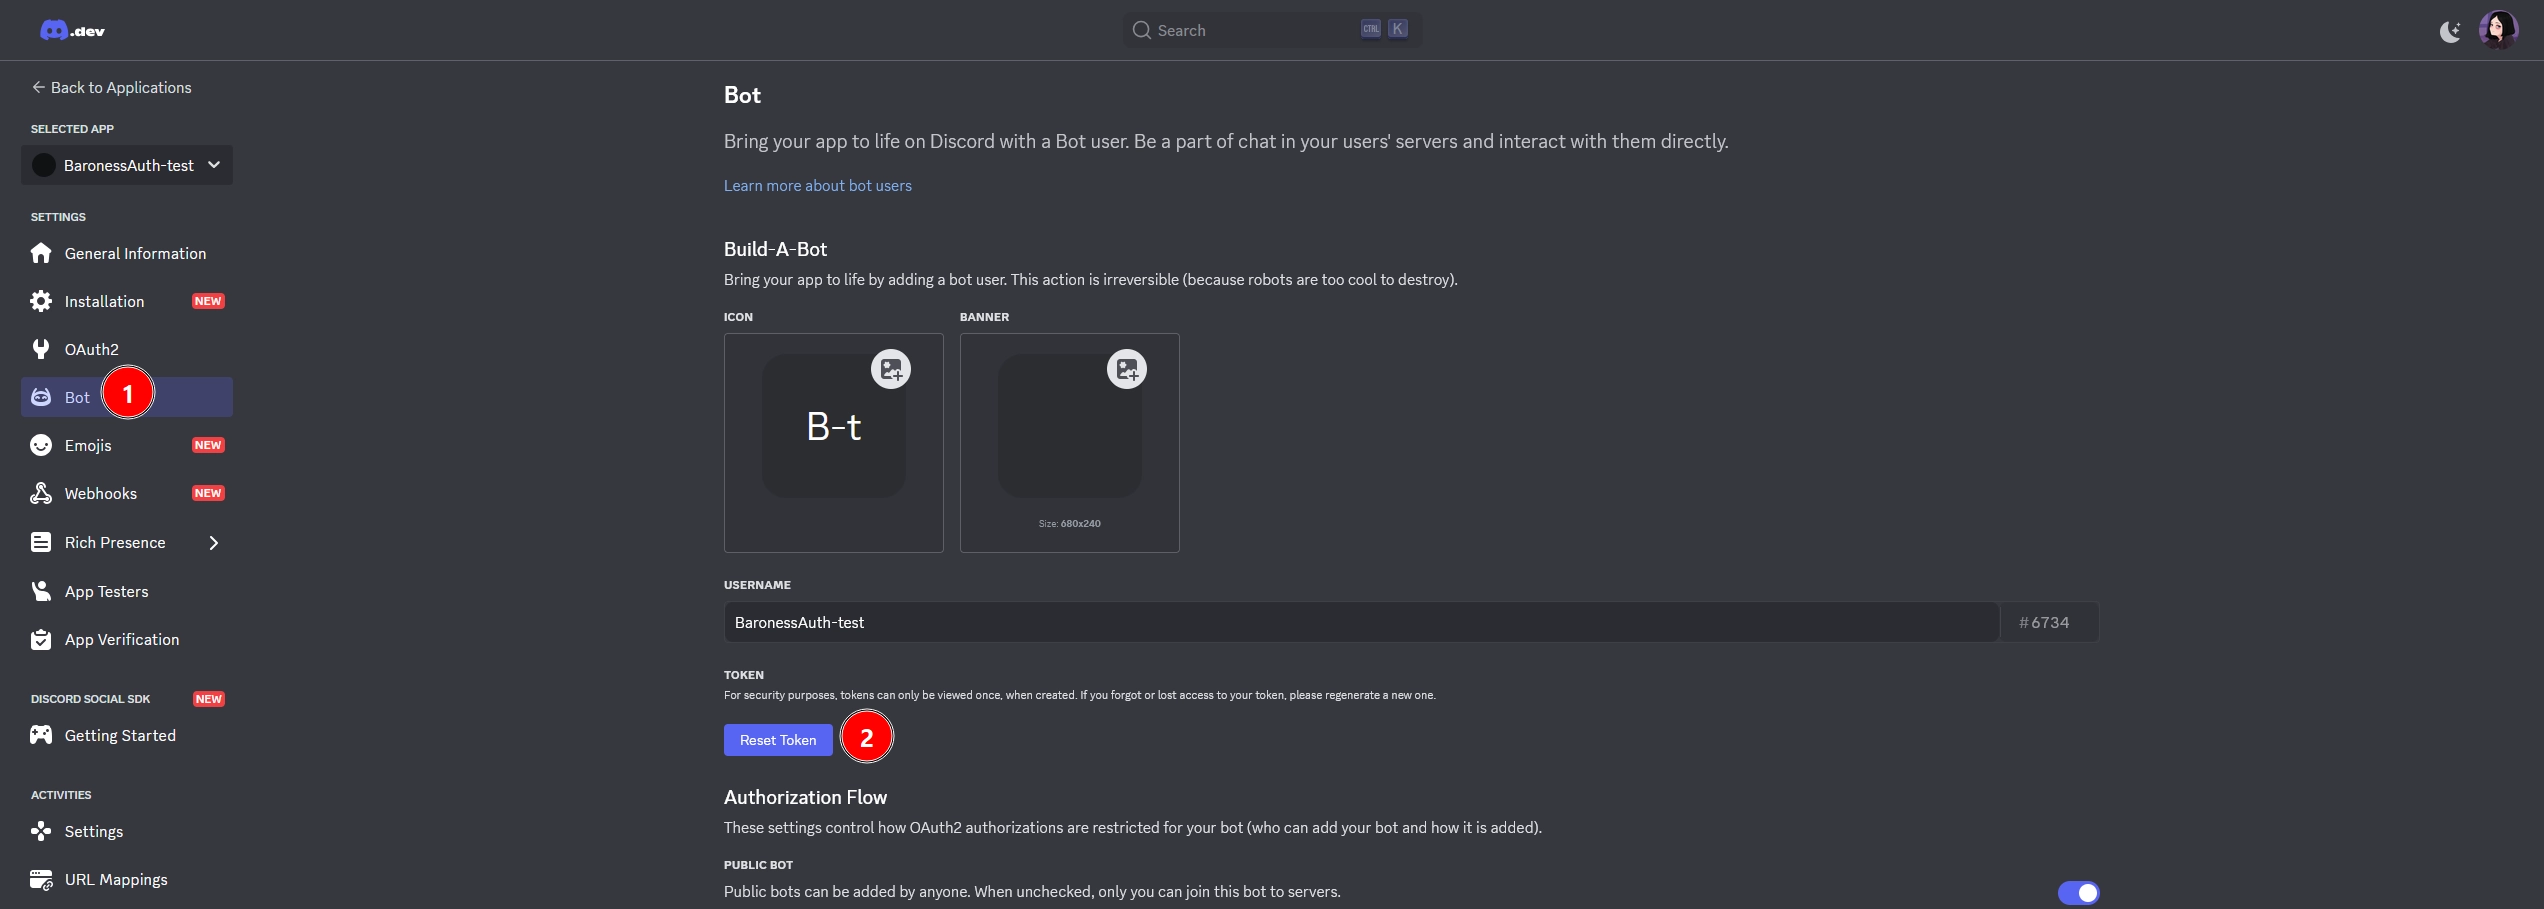 .dev
Search
CTRL K
Back to Applications
SELECTED APP
BaronessAuth-test
SETTINGS
General Information
Installation NEW
OAuth2
Bot 1
Emojis NEW
Webhooks NEW
Rich Presence
App Testers
App Verification
DISCORD SOCIAL SDK NEW
Getting Started
ACTIVITIES
Settings
URL Mappings
Bot
Bring your app to life on Discord with a Bot user. Be a part of chat in your users' servers and interact with them directly.
Learn more about bot users
Build-A-Bot
Bring your app to life by adding a bot user. This action is irreversible (because robots are too cool to destroy).
ICON BANNER
B-t
Size: 680x240
USERNAME
BaronessAuth-test #6734
TOKEN
For security purposes, tokens can only be viewed once, when created. If you forgot or lost access to your token, please regenerate a new one.
Reset Token 2
Authorization Flow
These settings control how OAuth2 authorizations are restricted for your bot (who can add your bot and how it is added).
PUBLIC BOT
Public bots can be added by anyone. When unchecked, only you can join this bot to servers.